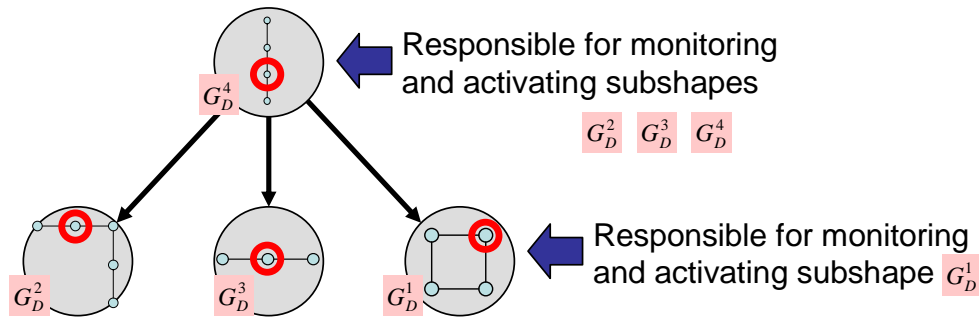 Responsible for monitoring
and activating subshapes
G_D^4
G_D^2 G_D^3 G_D^4
Responsible for monitoring
and activating subshape G_D^1
G_D^2 G_D^3 G_D^1